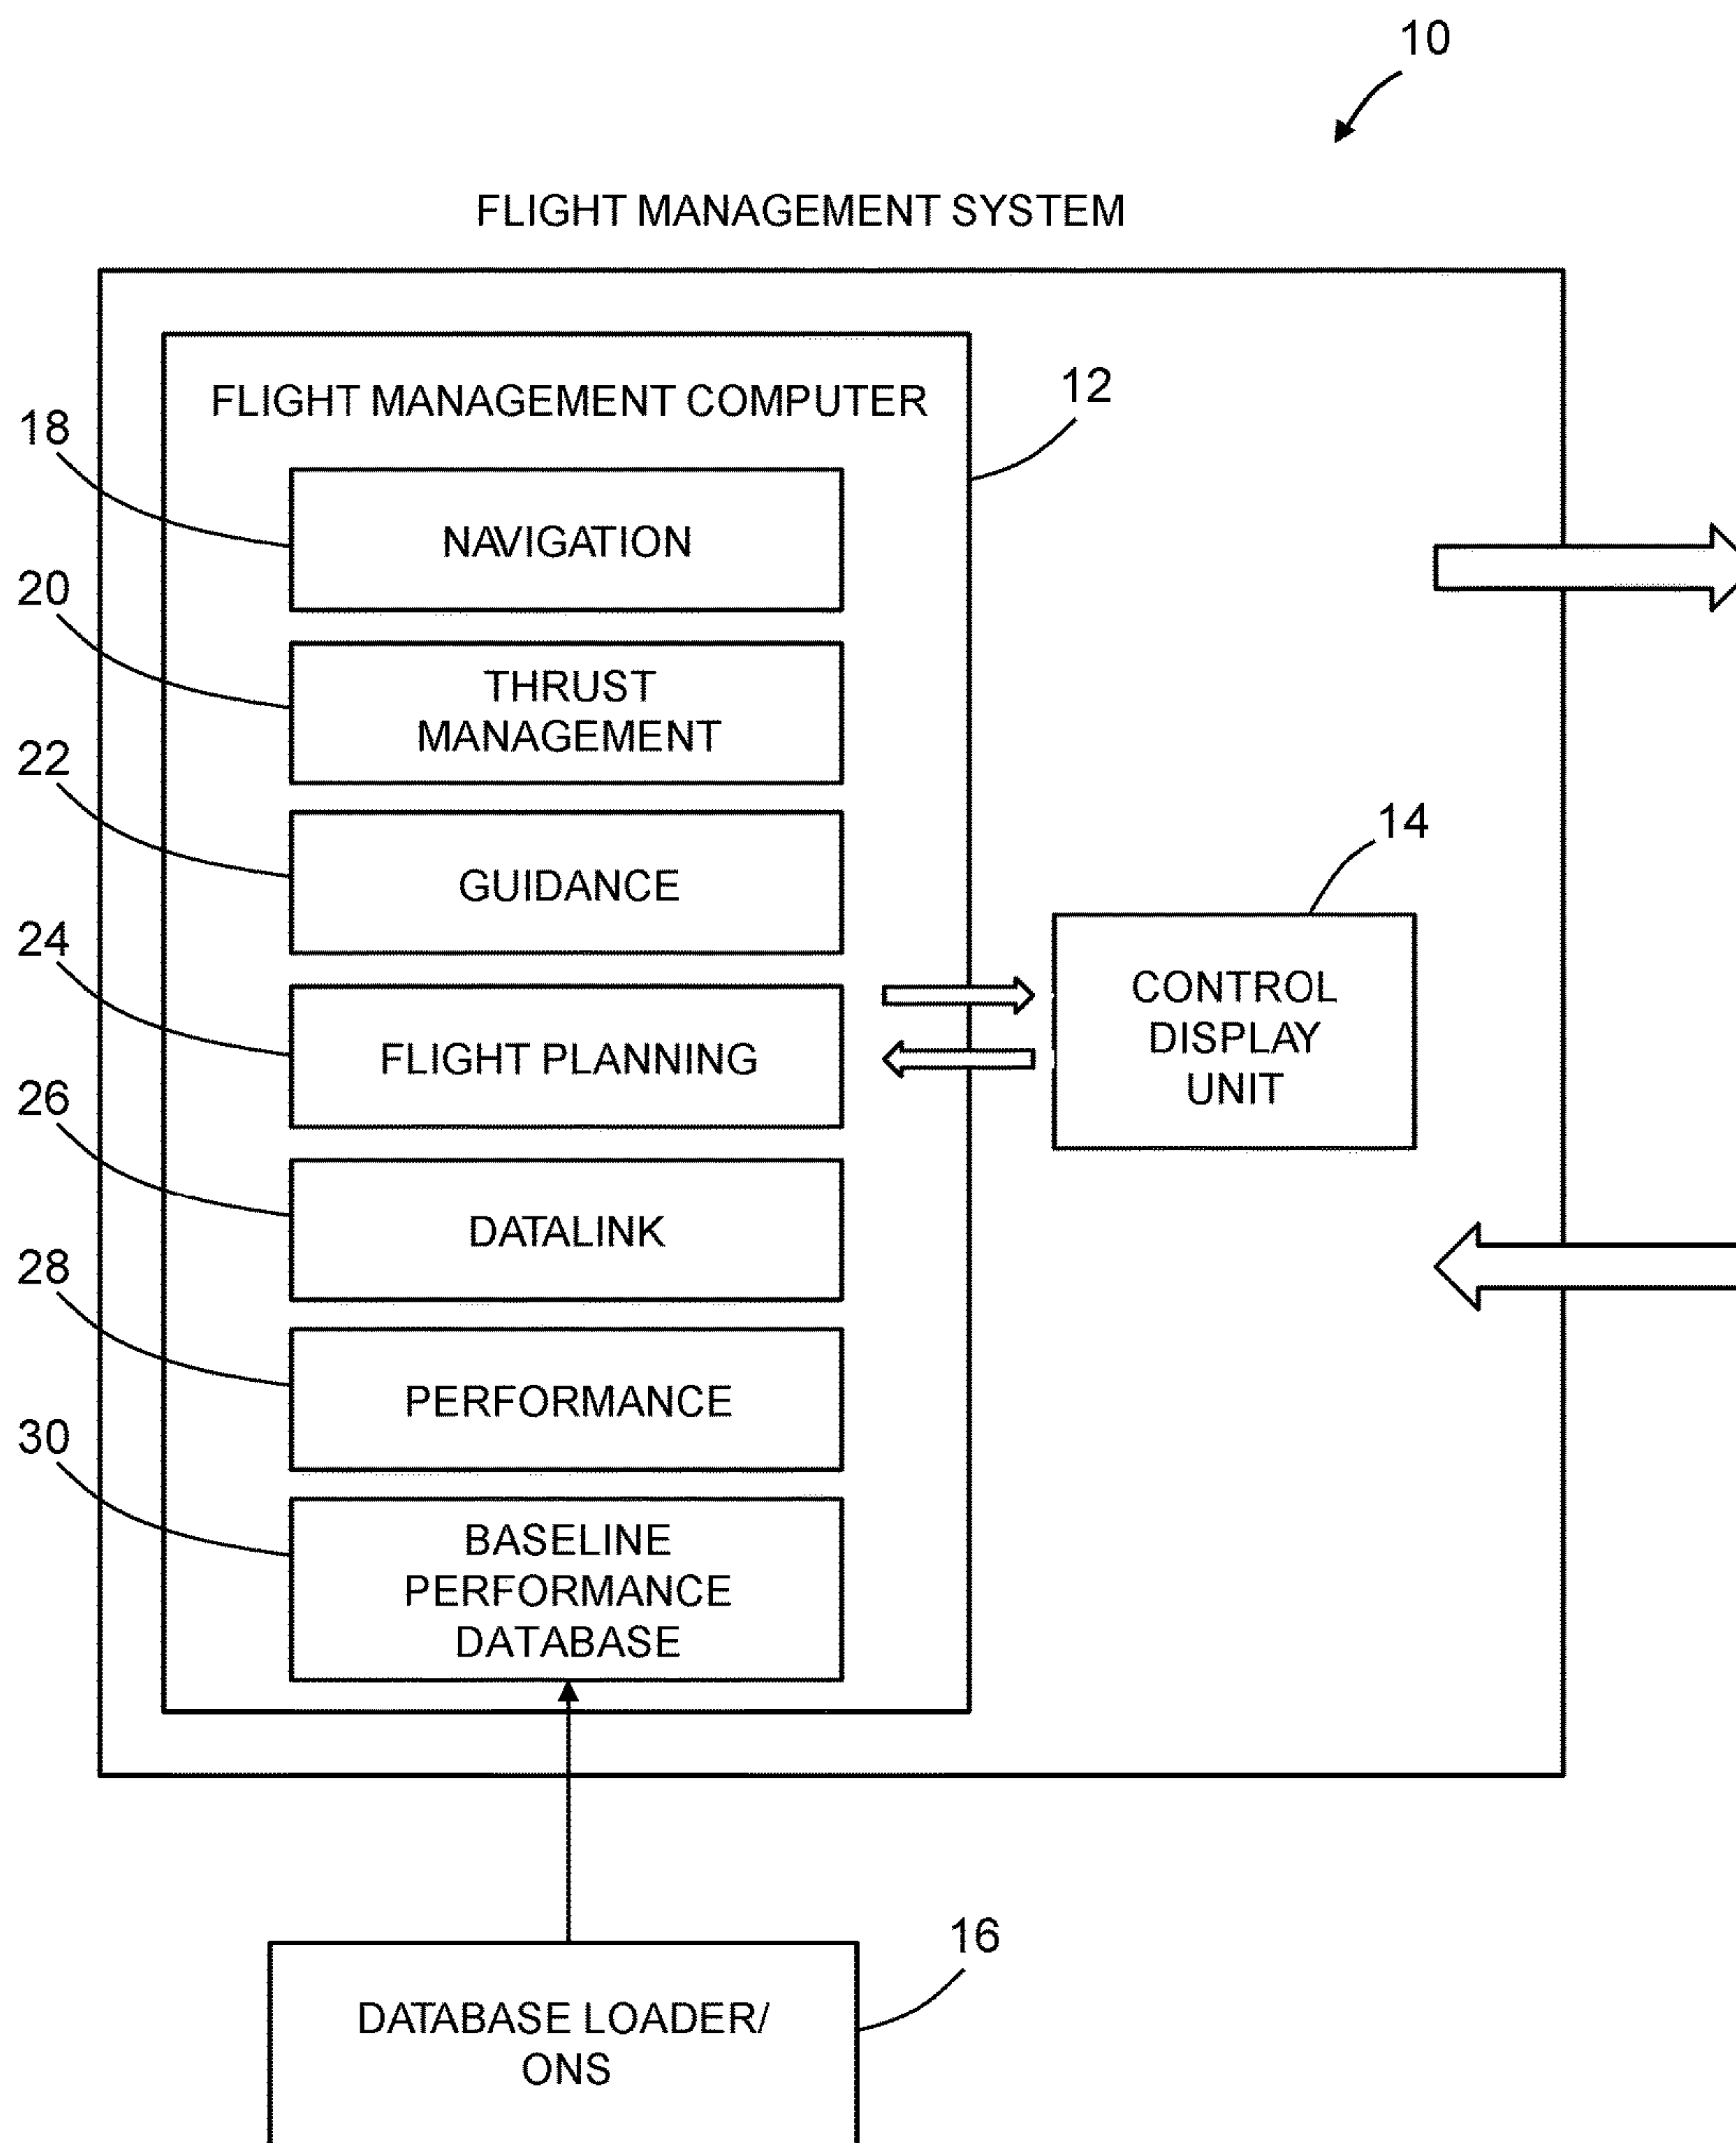 10
FLIGHT MANAGEMENT SYSTEM
FLIGHT MANAGEMENT COMPUTER
12
18
NAVIGATION
20
THRUST
MANAGEMENT
22
GUIDANCE
14
24
FLIGHT PLANNING
CONTROL
DISPLAY
UNIT
26
DATALINK
28
PERFORMANCE
30
BASELINE
PERFORMANCE
DATABASE
16
DATABASE LOADER/
ONS